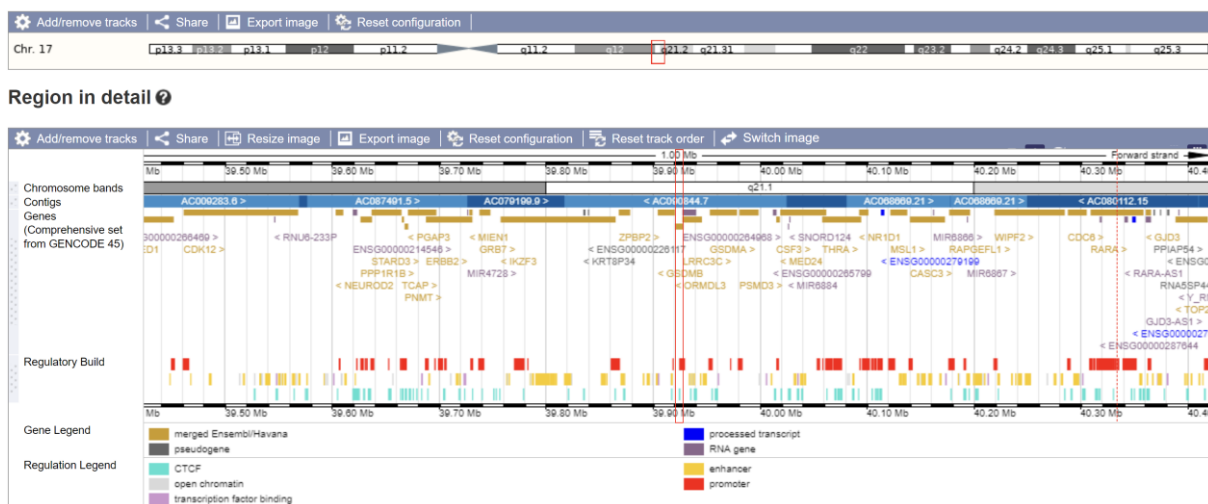 Add/remove tracks Share Export image Reset configuration
Chr. 17 p13.3 p13.2 p13.1 p12 p11.2 q11.2 q12 q21.2 q21.31 q22 q23.2 q24.2 q24.3 q25.1 q25.3
Region in detail
Add/remove tracks Share Resize image Export image Reset configuration Reset track order Switch image
1.00 Mb Forward strand
Mb 39.50 Mb 39.60 Mb 39.70 Mb 39.80 Mb 39.90 Mb 40.00 Mb 40.10 Mb 40.20 Mb 40.30 Mb
Chromosome bands q21.1
Contigs AC009283.6 > AC087491.5 > AC079199.9 > < AC090844.7 AC068669.21 > AC068669.21 > < AC080112.15
Genes
(Comprehensive set
from GENCODE 45)
< RNU6-233P > PGAP3 < MIEN1 ZPBP2 > ENSG00000264968 > < SNORD124 < NR1D1 MIR6866 > WIPF2 > CDC6 > < GJD3
CDK12 > ENSG00000214546 GRB7 > < ENSG00000226117 GSDMA > CSF3 > THRA > MSL1 > RAPGEFL1 > RARA > PPIAP54 >
STARD3 > ERBB2 > < IKZF3 < KRT8P34 LRRC3C > < MED24 < ENSG00000279199
PPP1R1B > MIR4728 > < GSDMB < ENSG00000265799 CASC3 > MIR6867 > < RARA-AS1
< NEUROD2 TCAP > < ORMDL3 PSMD3 > < MIR6884
PNMT >
GJD3-AS1 >
< ENSG00000287644
Regulatory Build
Mb 39.50 Mb 39.60 Mb 39.70 Mb 39.80 Mb 39.90 Mb 40.00 Mb 40.10 Mb 40.20 Mb 40.30 Mb
Gene Legend merged Ensembl/Havana processed transcript
pseudogene RNA gene
Regulation Legend CTCF enhancer
open chromatin promoter
transcription factor binding